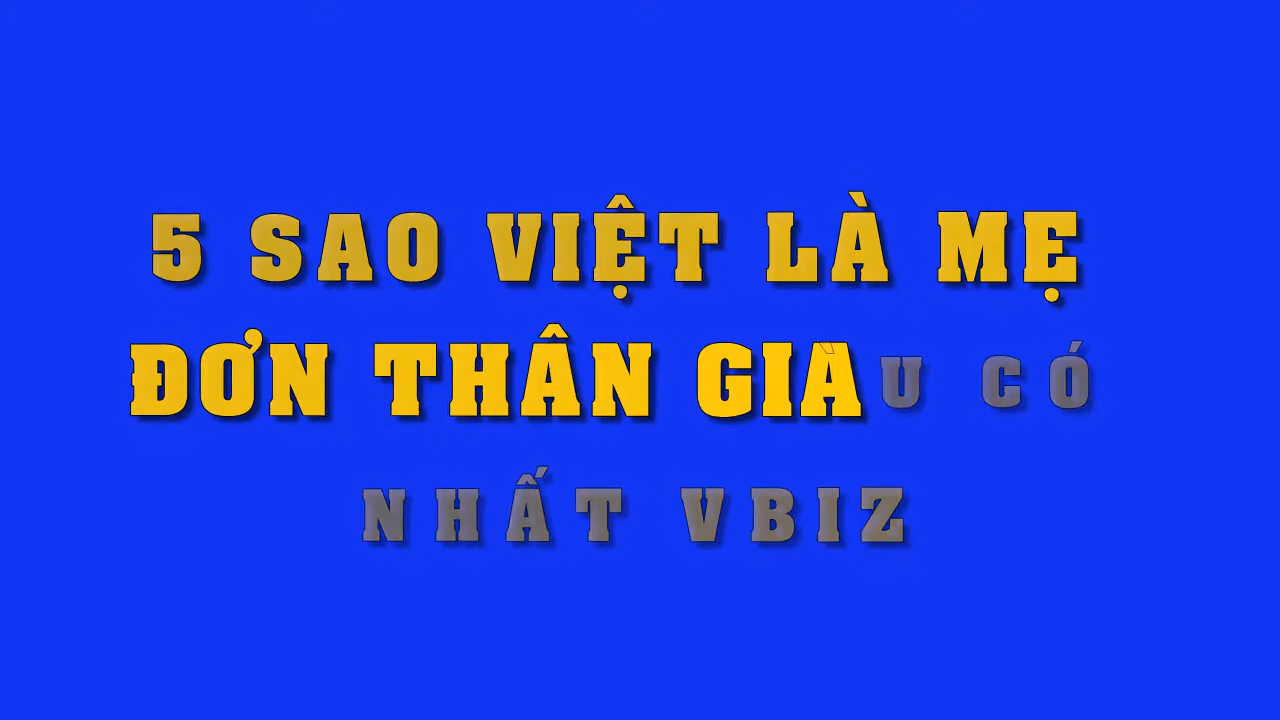 5 SAO VIỆT LÀ MẸ
ĐƠN THÂN GIÀU CÓ
NHẤT VBIZ